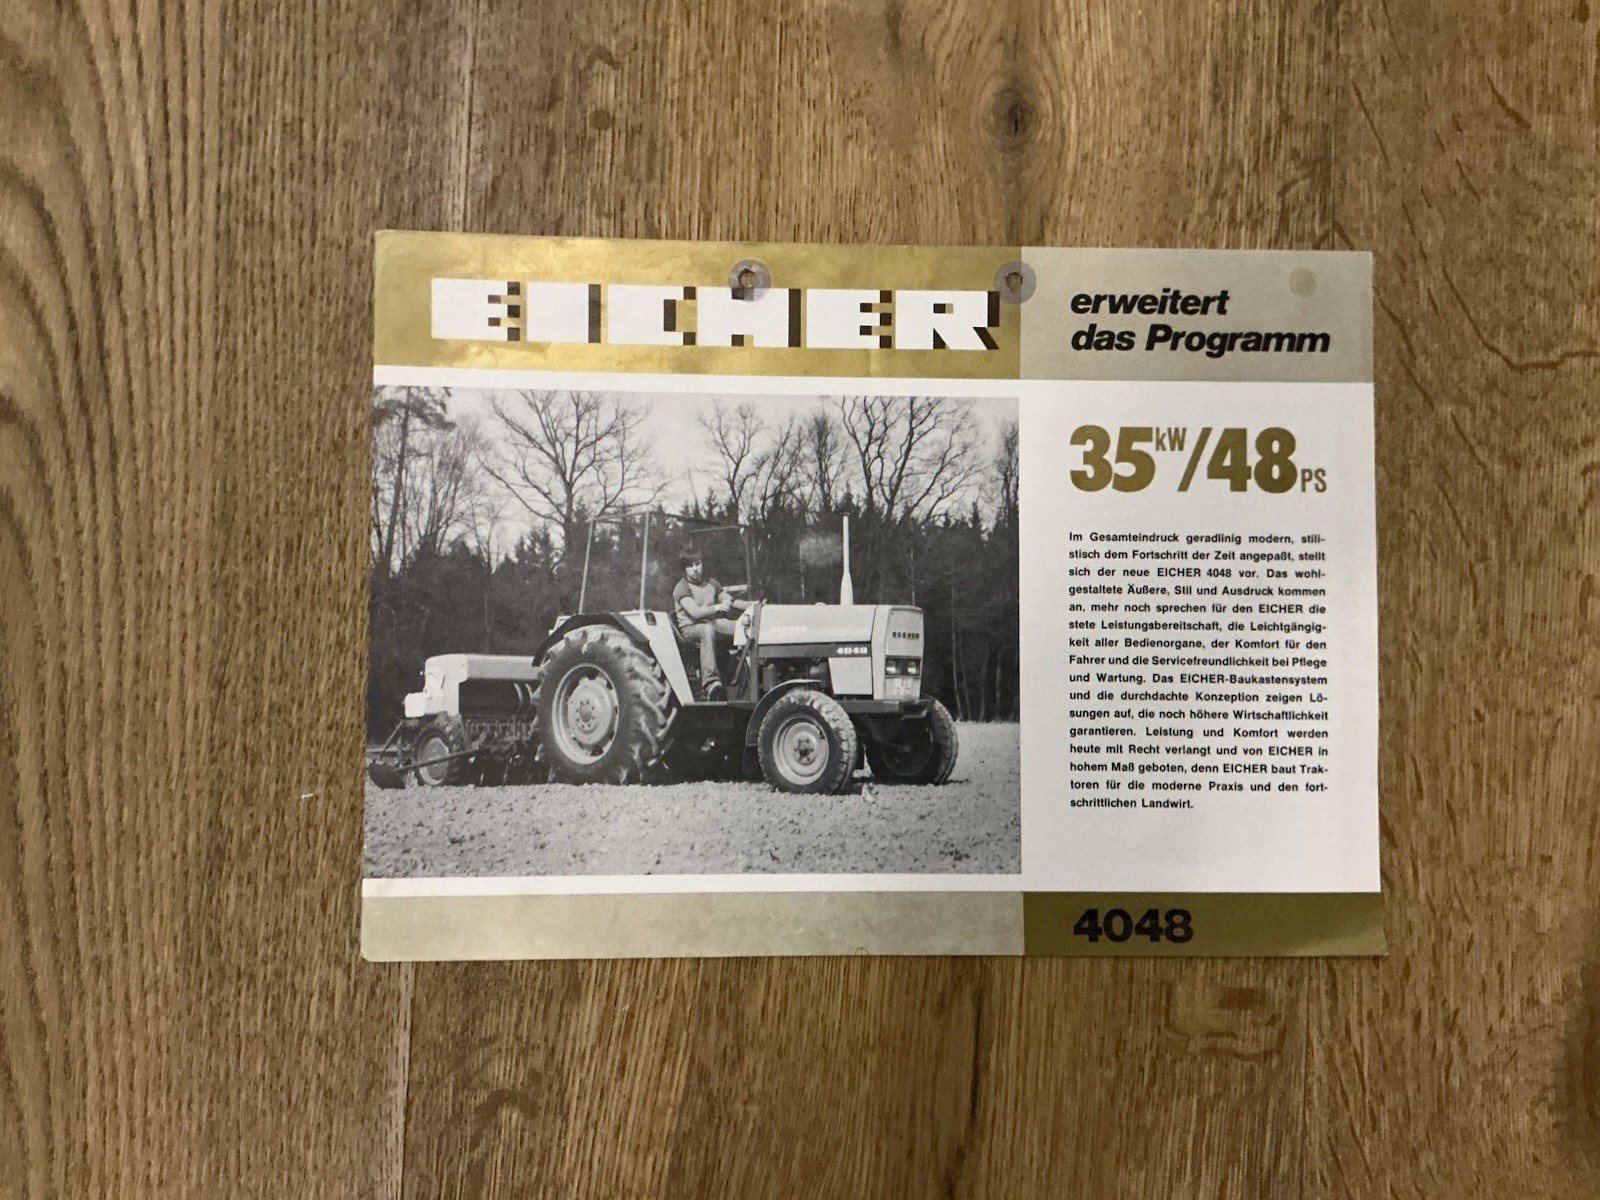 EICHER
erweitert
das Programm
35kW/48PS
Im Gesamteindruck geradlinig modern, stili-
stisch dem Fortschritt der Zeit angepaßt, stellt
sich der neue EICHER 4048 vor. Das wohl-
gestaltete Äußere, Stil und Ausdruck kommen
an, mehr noch sprechen für den EICHER die
stete Leistungsbereitschaft, die Leichtgängig-
keit aller Bedienorgane, der Komfort für den
Fahrer und die Servicefreundlichkeit bei Pflege
und Wartung. Das EICHER-Baukastensystem
und die durchdachte Konzeption zeigen Lö-
sungen auf, die noch höhere Wirtschaftlichkeit
garantieren. Leistung und Komfort werden
heute mit Recht verlangt und von EICHER in
hohem Maß geboten, denn EICHER baut Trak-
toren für die moderne Praxis und den fort-
schrittlichen Landwirt.
EICHER
4048
4048